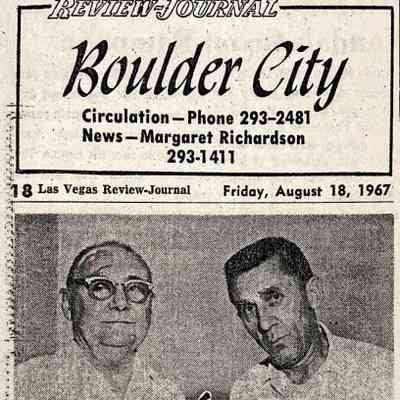 REVIEW-JOURNAL
Boulder City
Circulation—Phone 293-2481
News—Margaret Richardson
293-1411
18 Las Vegas Review-Journal Friday, August 18, 1967